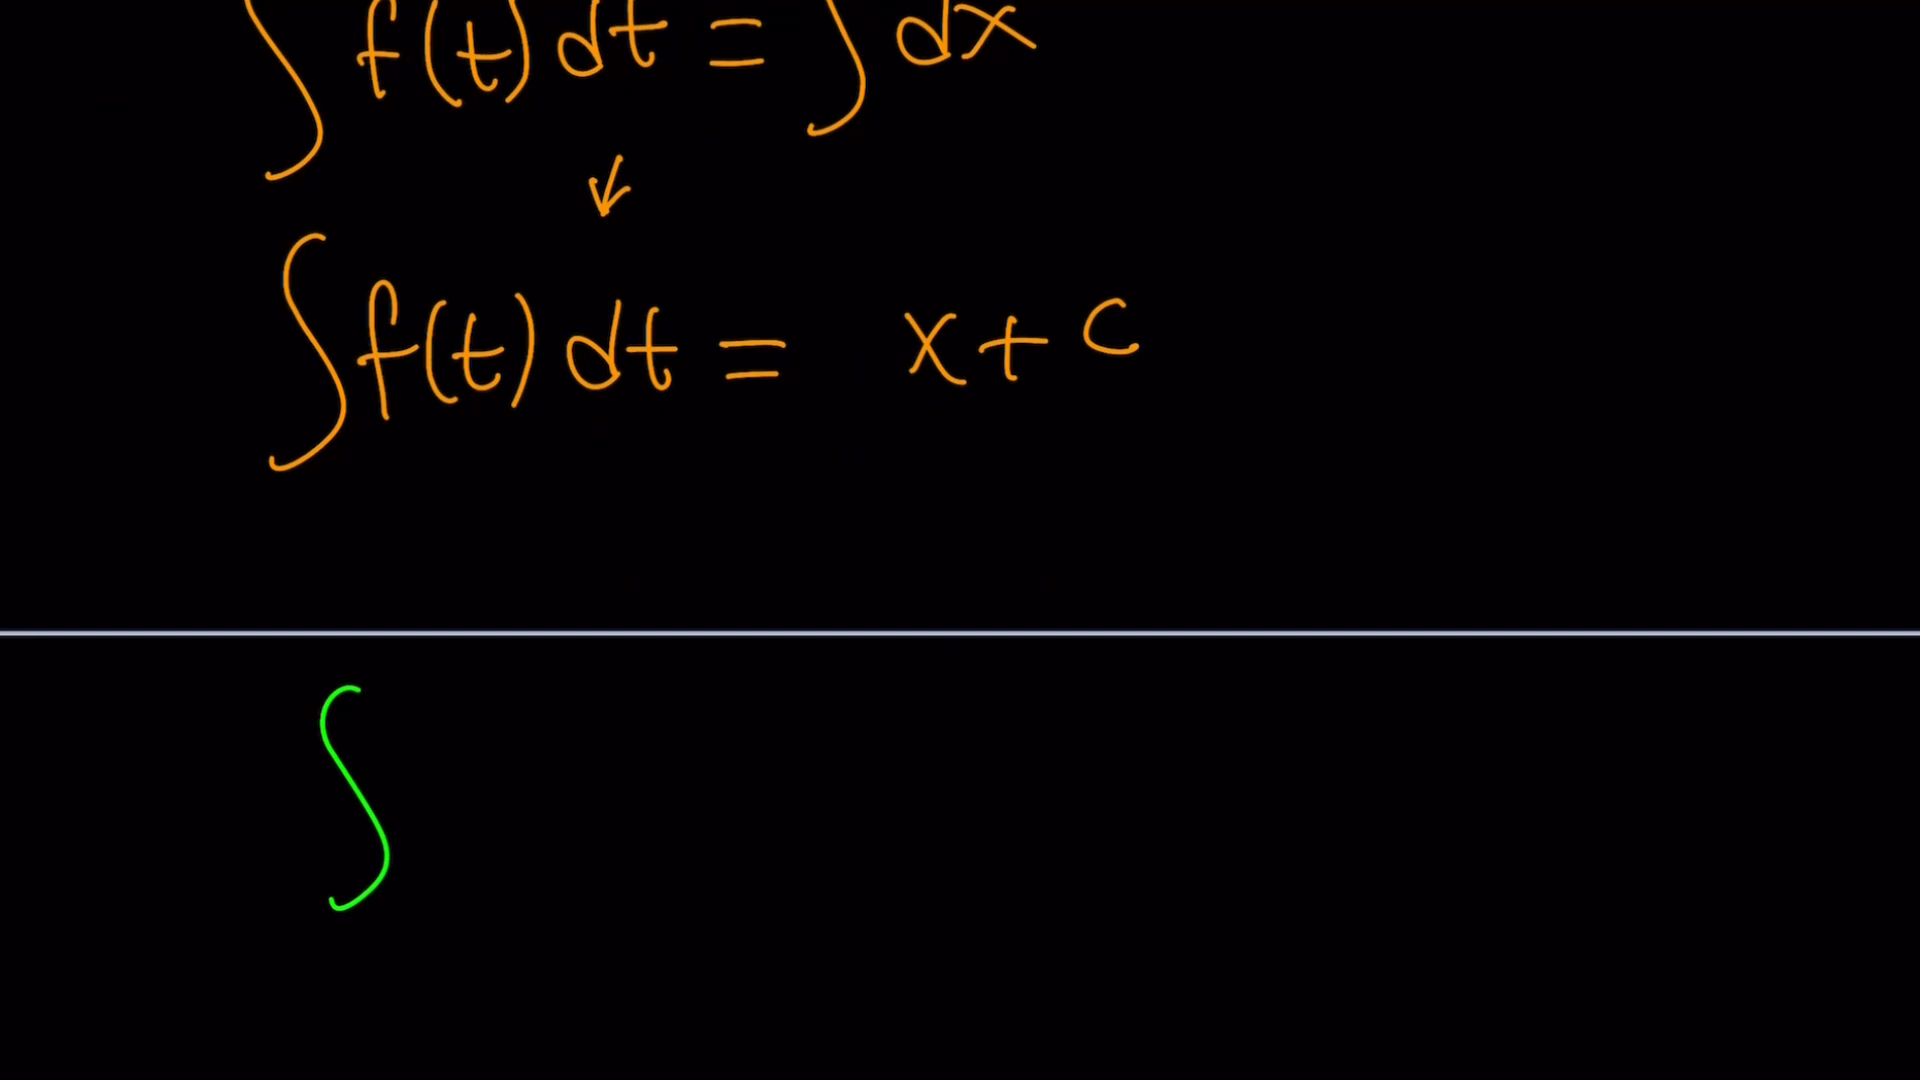 ∫ f(t) dt = ∫ dx
↙
∫ f(t) dt = x + c
∫